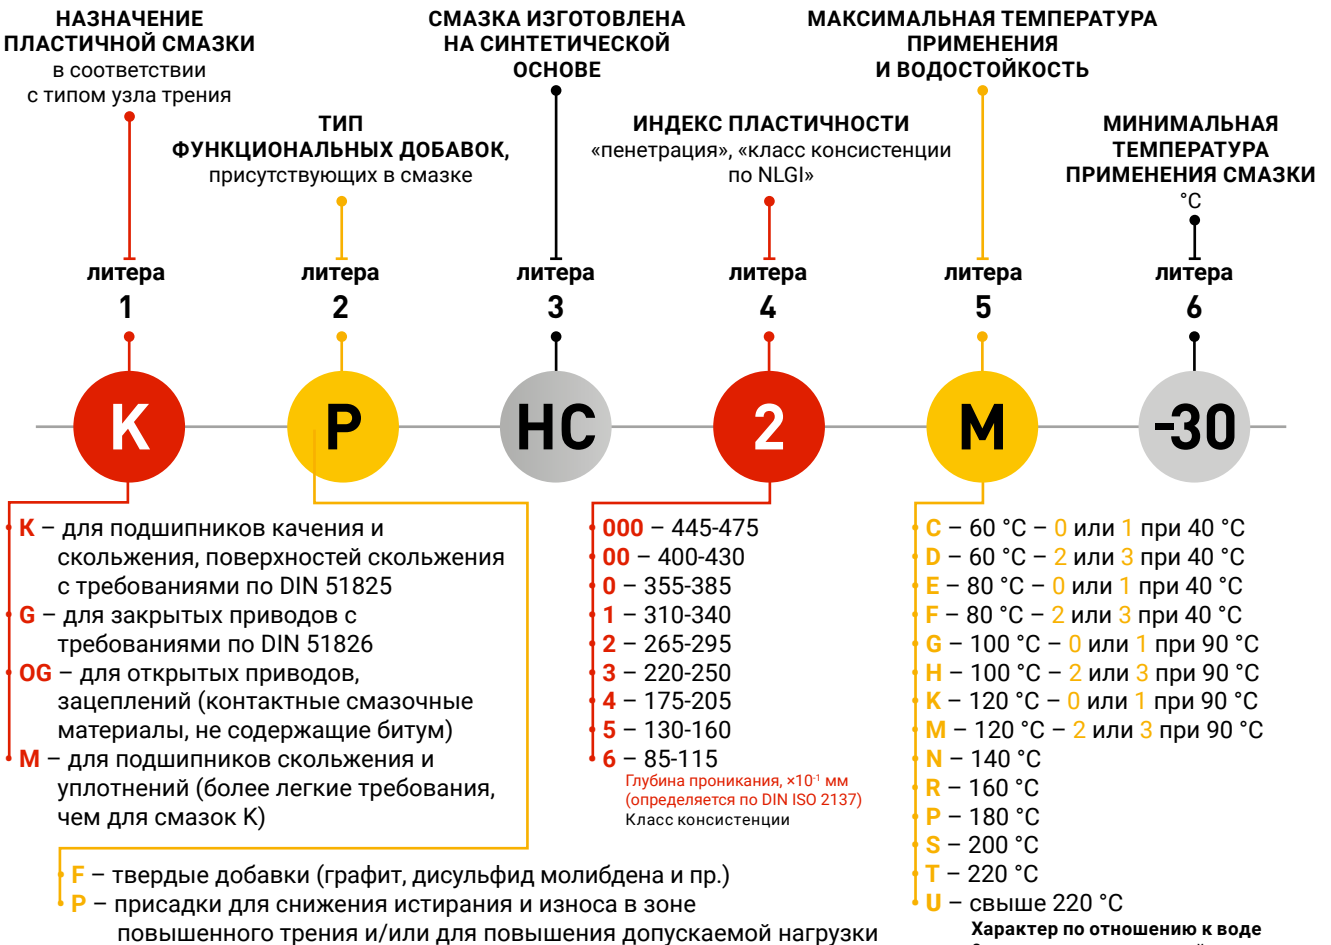 НАЗНАЧЕНИЕ
ПЛАСТИЧНОЙ СМАЗКИ
в соответствии
с типом узла трения
ТИП
ФУНКЦИОНАЛЬНЫХ ДОБАВОК,
присутствующих в смазке
СМАЗКА ИЗГОТОВЛЕНА
НА СИНТЕТИЧЕСКОЙ
ОСНОВЕ
ИНДЕКС ПЛАСТИЧНОСТИ
«пенетрация», «класс консистенции
по NLGI»
МАКСИМАЛЬНАЯ ТЕМПЕРАТУРА
ПРИМЕНЕНИЯ
И ВОДОСТОЙКОСТЬ
МИНИМАЛЬНАЯ
ТЕМПЕРАТУРА
ПРИМЕНЕНИЯ СМАЗКИ
°C
литера
1
литера
2
литера
3
литера
4
литера
5
литера
6
K
P
HC
2
M
-30
K – для подшипников качения и
скольжения, поверхностей скольжения
с требованиями по DIN 51825
G – для закрытых приводов с
требованиями по DIN 51826
OG – для открытых приводов,
зацеплений (контактные смазочные
материалы, не содержащие битум)
M – для подшипников скольжения и
уплотнений (более легкие требования,
чем для смазок K)
F – твердые добавки (графит, дисульфид молибдена и пр.)
P – присадки для снижения истирания и износа в зоне
повышенного трения и/или для повышения допускаемой нагрузки
000 – 445-475
00 – 400-430
0 – 355-385
1 – 310-340
2 – 265-295
3 – 220-250
4 – 175-205
5 – 130-160
6 – 85-115
Глубина проникания, ×10⁻¹ мм
(определяется по DIN ISO 2137)
Класс консистенции
C – 60 °C – 0 или 1 при 40 °C
D – 60 °C – 2 или 3 при 40 °C
E – 80 °C – 0 или 1 при 40 °C
F – 80 °C – 2 или 3 при 40 °C
G – 100 °C – 0 или 1 при 90 °C
H – 100 °C – 2 или 3 при 90 °C
K – 120 °C – 0 или 1 при 90 °C
M – 120 °C – 2 или 3 при 90 °C
N – 140 °C
R – 160 °C
P – 180 °C
S – 200 °C
T – 220 °C
U – свыше 220 °C
Характер по отношению к воде